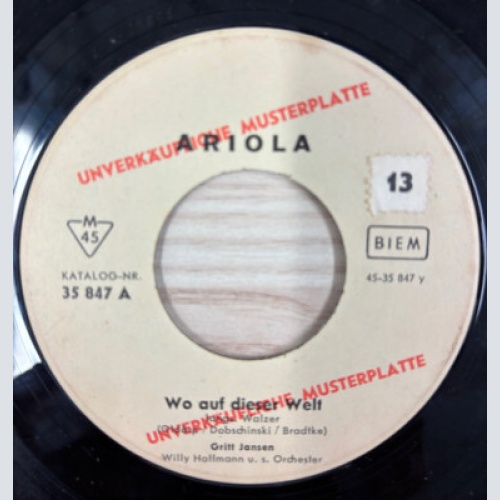 UNVERKÄUFLICHE MUSTERPLATTE
ARIOLA
13
M
45
BIEM
KATALOG-NR.
35 847 A
45-35 847 y
Wo auf dieser Welt
Walzer
Dobschinski / Bradtke)
UNVERKÄUFLICHE MUSTERPLATTE
Gritt Jansen
Willy Hoffmann u. s. Orchester